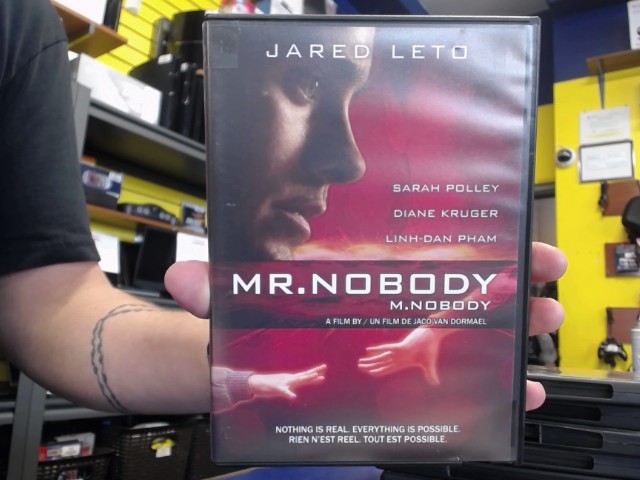 JARED LETO
SARAH POLLEY
DIANE KRUGER
LINH-DAN PHAM
MR.NOBODY
M.NOBODY
A FILM BY / UN FILM DE JACO VAN DORMAEL
NOTHING IS REAL. EVERYTHING IS POSSIBLE.
RIEN N'EST REEL. TOUT EST POSSIBLE.